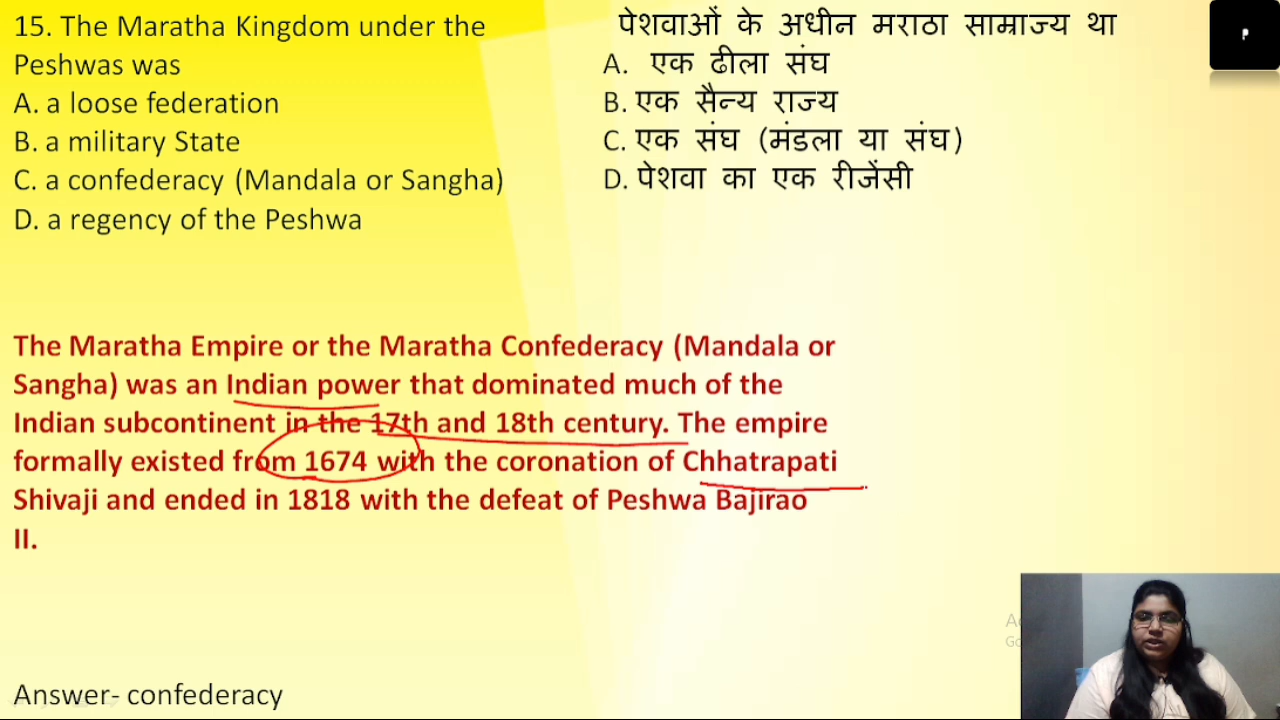 15. The Maratha Kingdom under the
Peshwas was
A. a loose federation
B. a military State
C. a confederacy (Mandala or Sangha)
D. a regency of the Peshwa
पेशवाओं के अधीन मराठा साम्राज्य था
A. एक ढीला संघ
B. एक सैन्य राज्य
C. एक संघ (मंडला या संघ)
D. पेशवा का एक रीजेंसी
The Maratha Empire or the Maratha Confederacy (Mandala or
Sangha) was an Indian power that dominated much of the
Indian subcontinent in the 17th and 18th century. The empire
formally existed from 1674 with the coronation of Chhatrapati
Shivaji and ended in 1818 with the defeat of Peshwa Bajirao
II.
Answer- confederacy